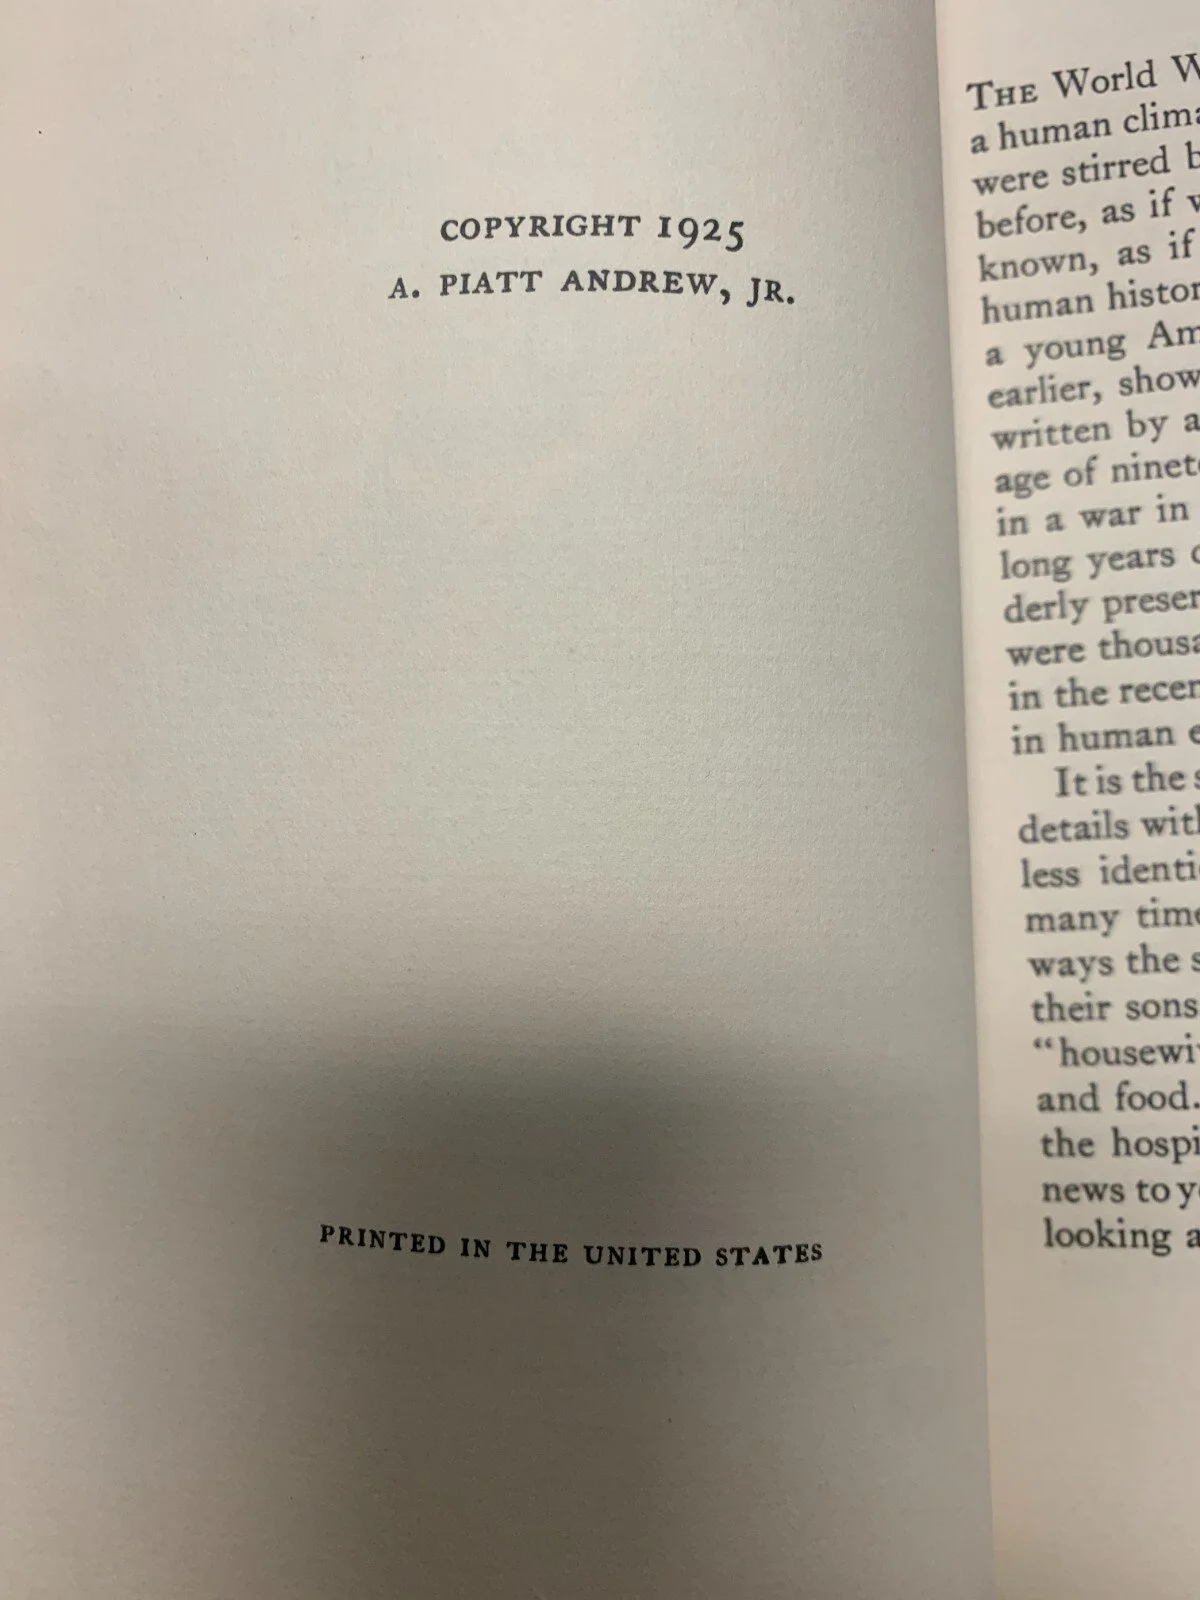 COPYRIGHT 1925
A. PIATT ANDREW, JR.
PRINTED IN THE UNITED STATES
THE World
a human
were stirred
before, as if
known, as if
human
a young
earlier,
written by a
age of
in a war in
long years
derly
were
in the
in human
It is the
details
less
many
ways the
their sons
"
and food.
the
news to
looking a